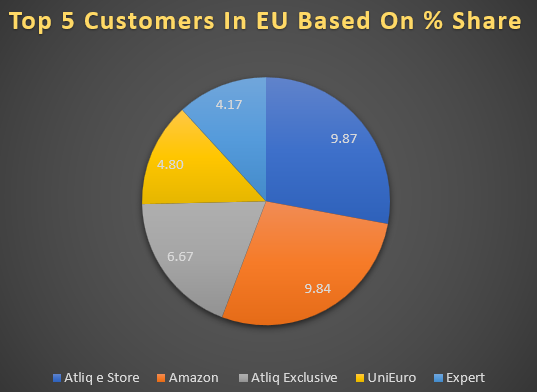 Top 5 Customers In EU Based On % Share
4.17
9.87
4.80
6.67
9.84
Atliq e Store Amazon Atliq Exclusive UniEuro Expert